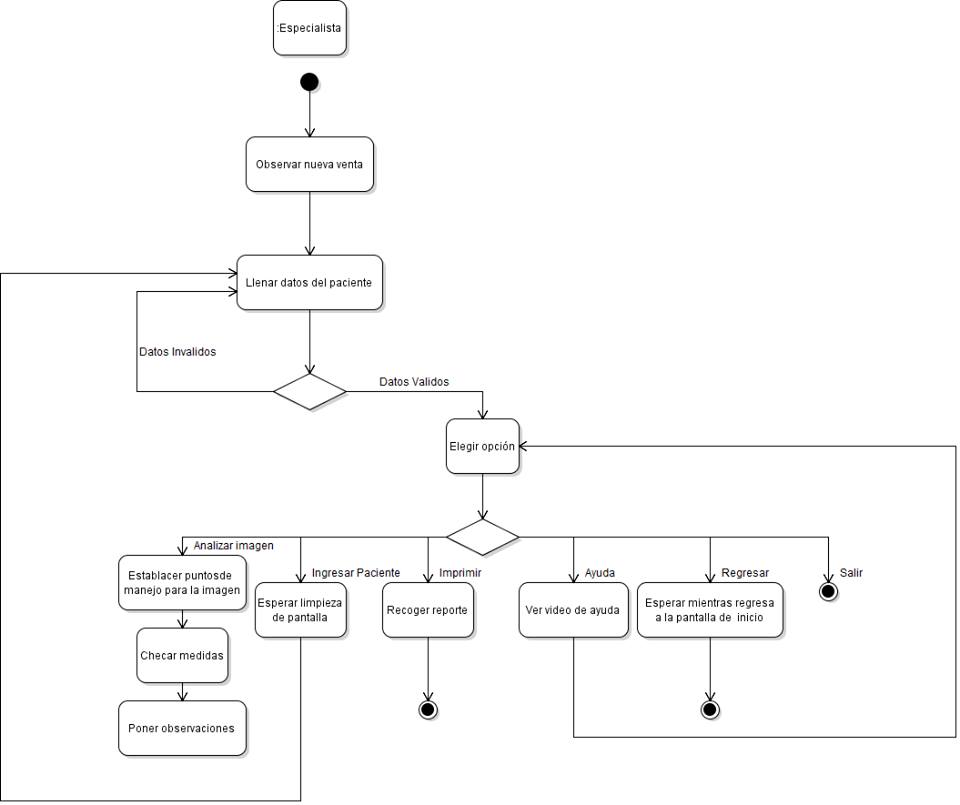 :Especialista
Observar nueva venta
Llenar datos del paciente
Datos Invalidos
Datos Validos
Elegir opción
Analizar imagen
Establacer puntosde
manejo para la imagen
Checar medidas
Poner observaciones
Ingresar Paciente
Esperar limpieza
de pantalla
Imprimir
Recoger reporte
Ayuda
Ver video de ayuda
Regresar
Esperar mientras regresa
a la pantalla de inicio
Salir